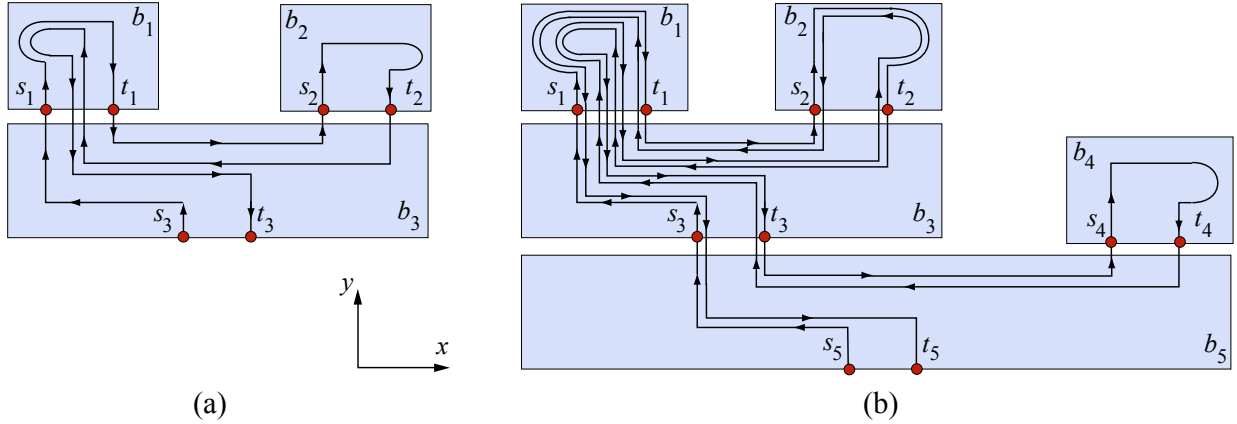 b1
s1 t1
b2
s2 t2
s3 t3 b3
y
x
(a)
b1
s1 t1
b2
s2 t2
s3 t3 b3
b4
s4 t4
s5 t5 b5
(b)